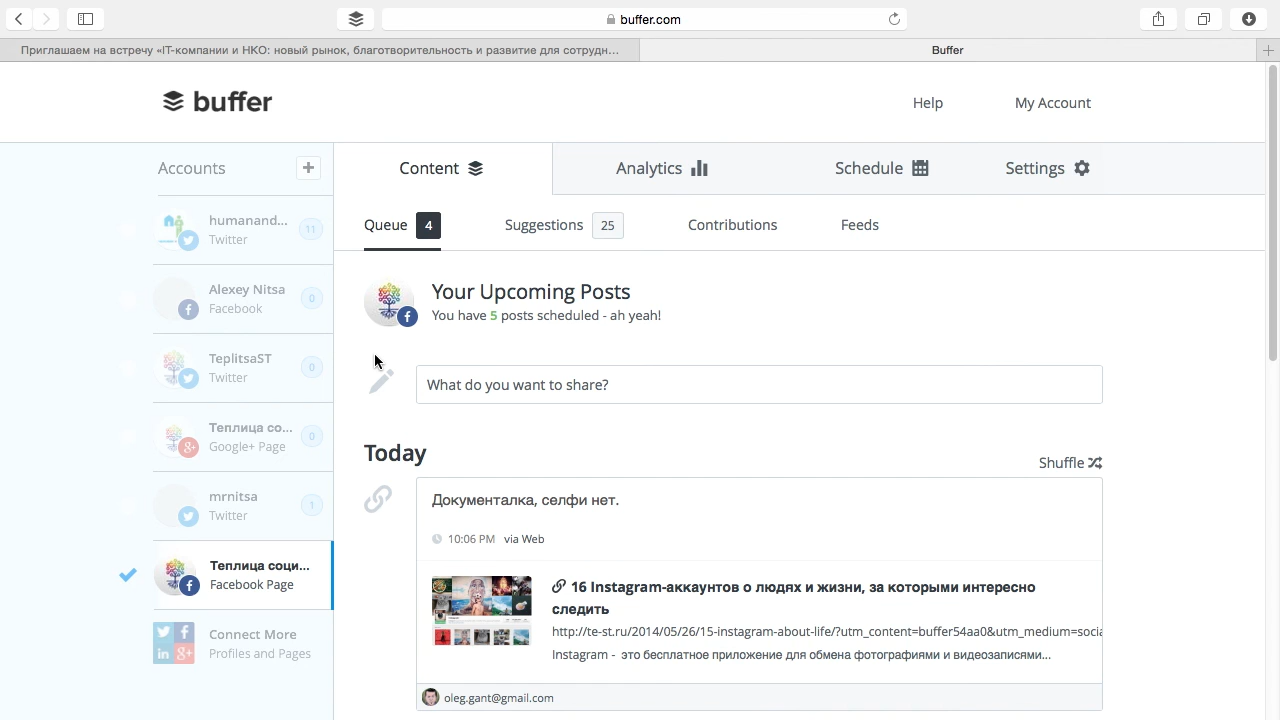 buffer.com
Приглашаем на встречу «IT-компании и НКО: новый рынок, благотворительность и развитие для сотрудн...
Buffer
buffer
Help
My Account
Accounts
Content
Analytics
Schedule
Settings
humanand...
Twitter
11
Alexey Nitsa
Facebook
0
TeplitsaST
Twitter
0
Теплица со...
Google+ Page
0
mrnitsa
Twitter
1
Теплица соци...
Facebook Page
Connect More
Profiles and Pages
Queue 4
Suggestions 25
Contributions
Feeds
Your Upcoming Posts
You have 5 posts scheduled - ah yeah!
What do you want to share?
Today
Shuffle
Документалка, селфи нет.
10:06 PM via Web
16 Instagram-аккаунтов о людях и жизни, за которыми интересно
следить
http://te-st.ru/2014/05/26/15-instagram-about-life/?utm_content=buffer54aa0&utm_medium=socia
Instagram - это бесплатное приложение для обмена фотографиями и видеозаписями...
oleg.gant@gmail.com